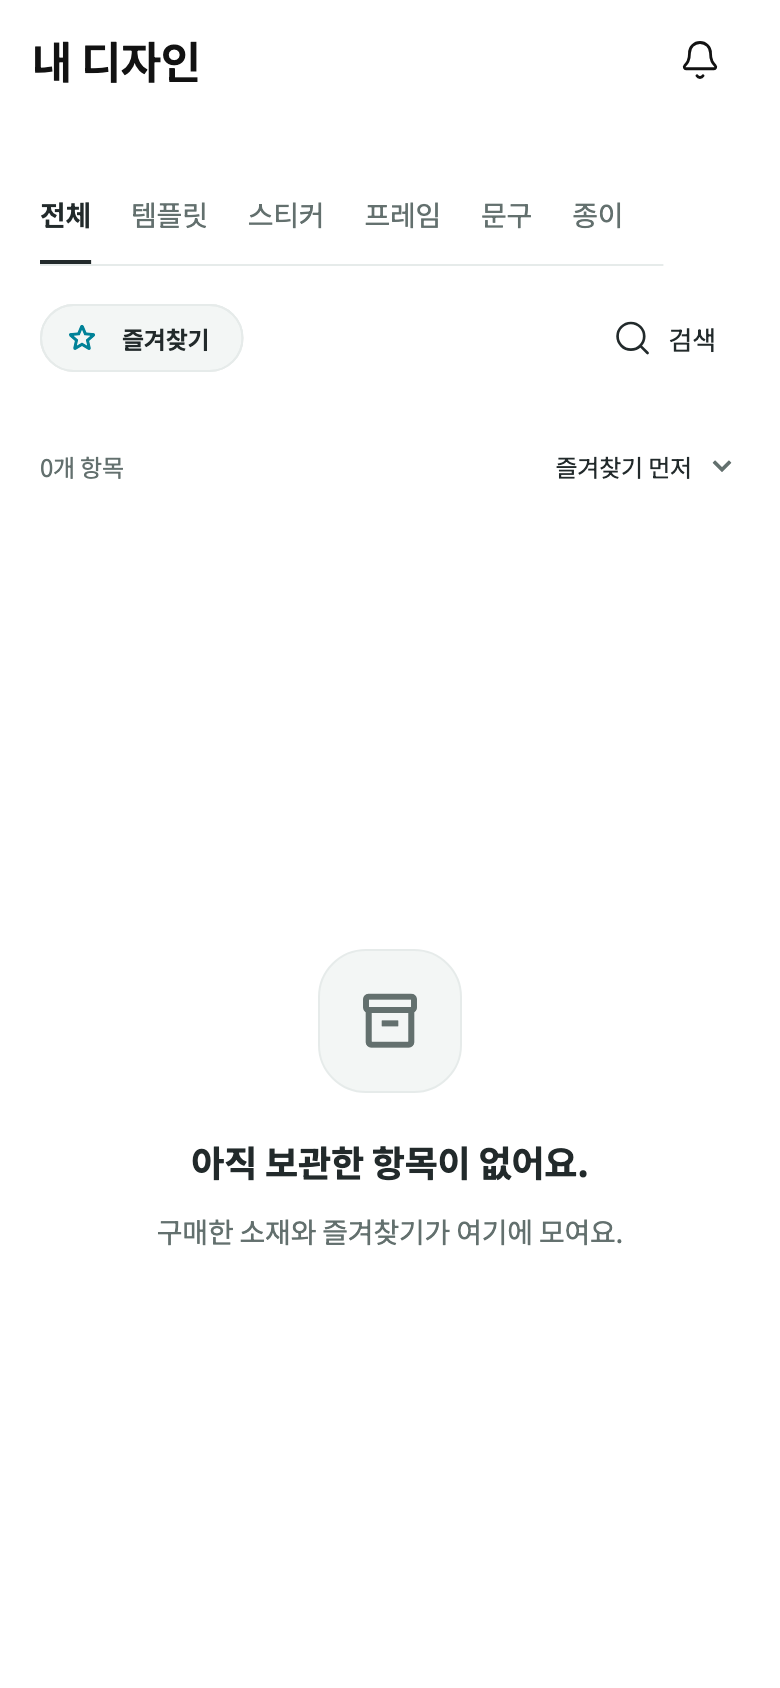 내 디자인
전체 템플릿 스티커 프레임 문구 종이
즐겨찾기 검색
0개 항목 즐겨찾기 먼저
아직 보관한 항목이 없어요.
구매한 소재와 즐겨찾기가 여기에 모여요.